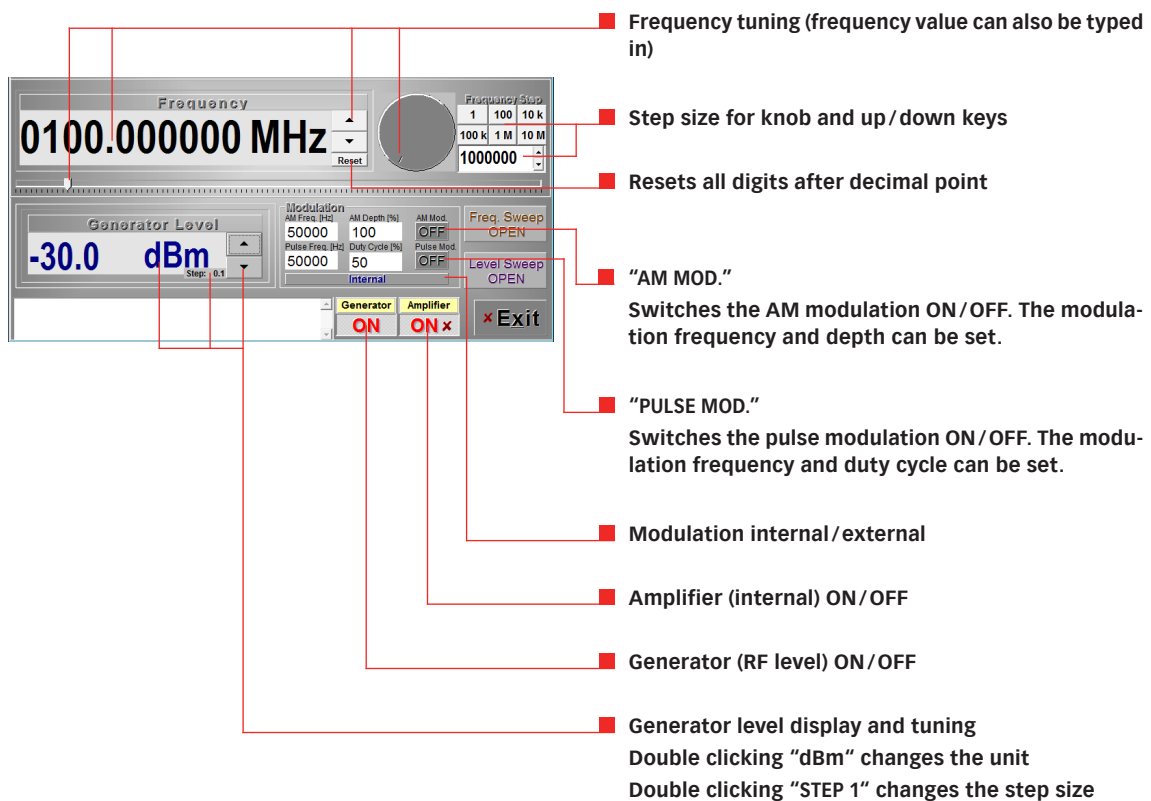 Frequency tuning (frequency value can also be typed
in)
Frequency
0100.000000 MHz
Reset
Frequency Step
1 100 10 k
100 k 1 M 10 M
1000000
Step size for knob and up/down keys
Resets all digits after decimal point
Generator Level
-30.0 dBm
Step: 0.1
Modulation
AM Freq. [Hz] AM Depth [%] AM Mod.
50000 100 OFF
Pulse Freq. [Hz] Duty Cycle [%] Pulse Mod.
50000 50 OFF
Internal
Freq. Sweep
OPEN
Level Sweep
OPEN
Generator Amplifier
ON ON x
x Exit
"AM MOD."
Switches the AM modulation ON/OFF. The modula-
tion frequency and depth can be set.
"PULSE MOD."
Switches the pulse modulation ON/OFF. The modu-
lation frequency and duty cycle can be set.
Modulation internal/external
Amplifier (internal) ON/OFF
Generator (RF level) ON/OFF
Generator level display and tuning
Double clicking "dBm" changes the unit
Double clicking "STEP 1" changes the step size